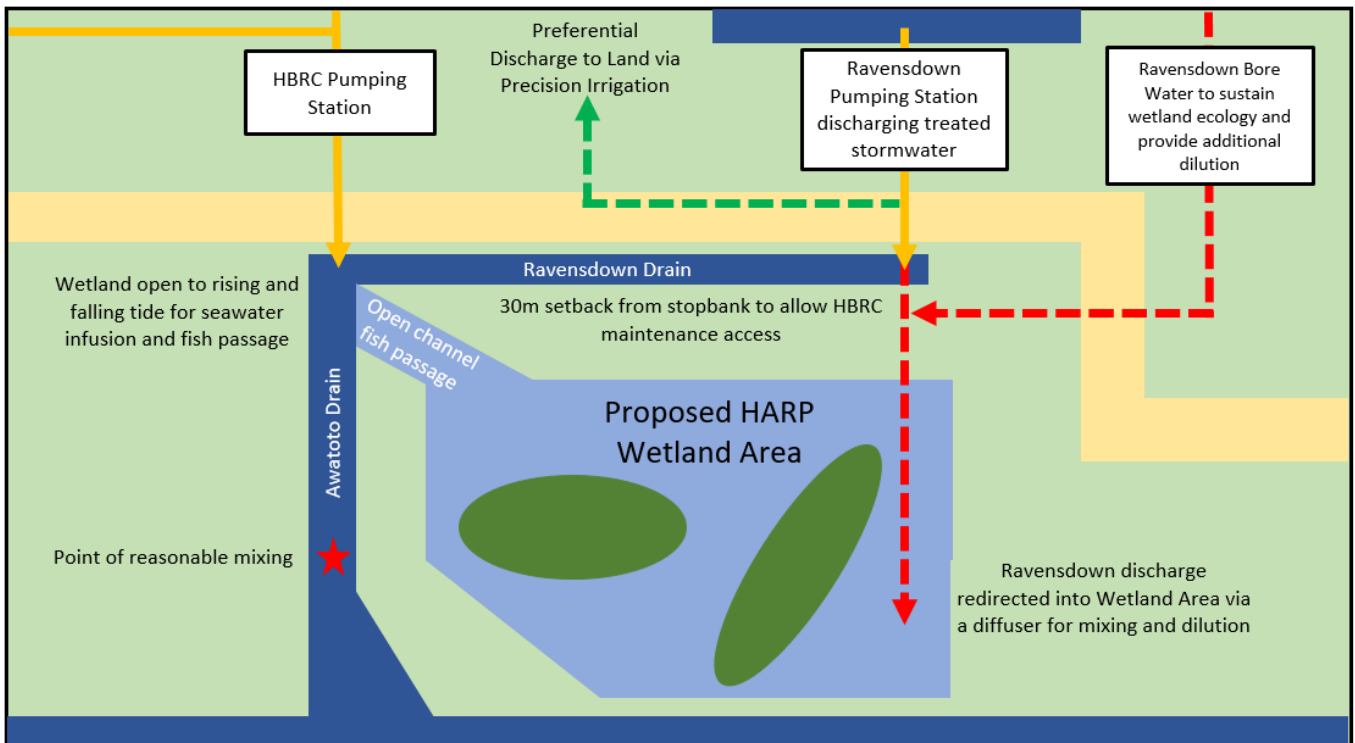 HBRC Pumping
Station
Preferential
Discharge to Land via
Precision Irrigation
Ravensdown
Pumping Station
discharging treated
stormwater
Ravensdown Bore
Water to sustain
wetland ecology and
provide additional
dilution
Ravensdown Drain
Wetland open to rising and
falling tide for seawater
infusion and fish passage
Open channel
fish passage
30m setback from stopbank to allow HBRC
maintenance access
Awatoto Drain
Proposed HARP
Wetland Area
Point of reasonable mixing
Ravensdown discharge
redirected into Wetland Area via
a diffuser for mixing and dilution